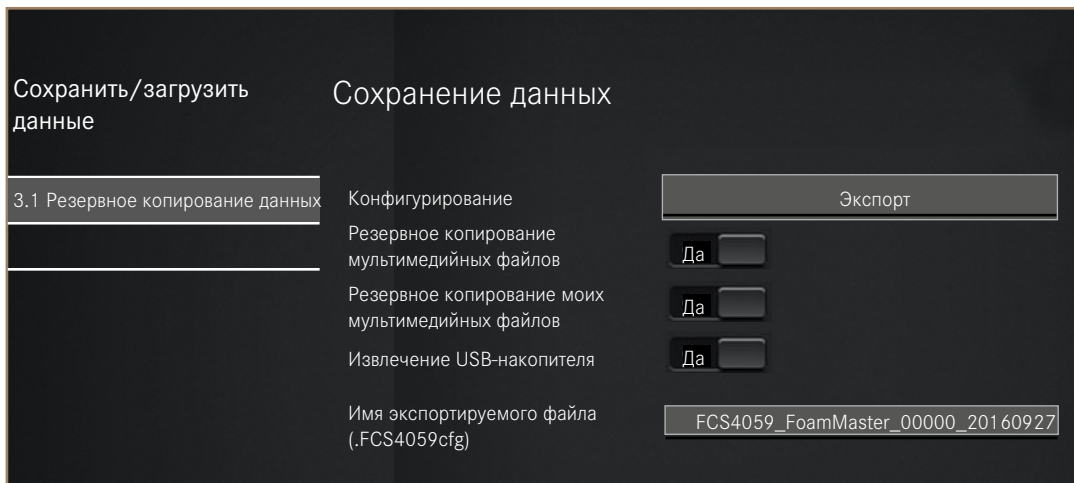 Сохранить/загрузить
данные
Сохранение данных
3.1 Резервное копирование данных
Конфигурирование
Экспорт
Резервное копирование
мультимедийных файлов
Да
Резервное копирование моих
мультимедийных файлов
Да
Извлечение USB-накопителя
Да
Имя экспортируемого файла
(.FCS4059cfg)
FCS4059_FoamMaster_00000_20160927